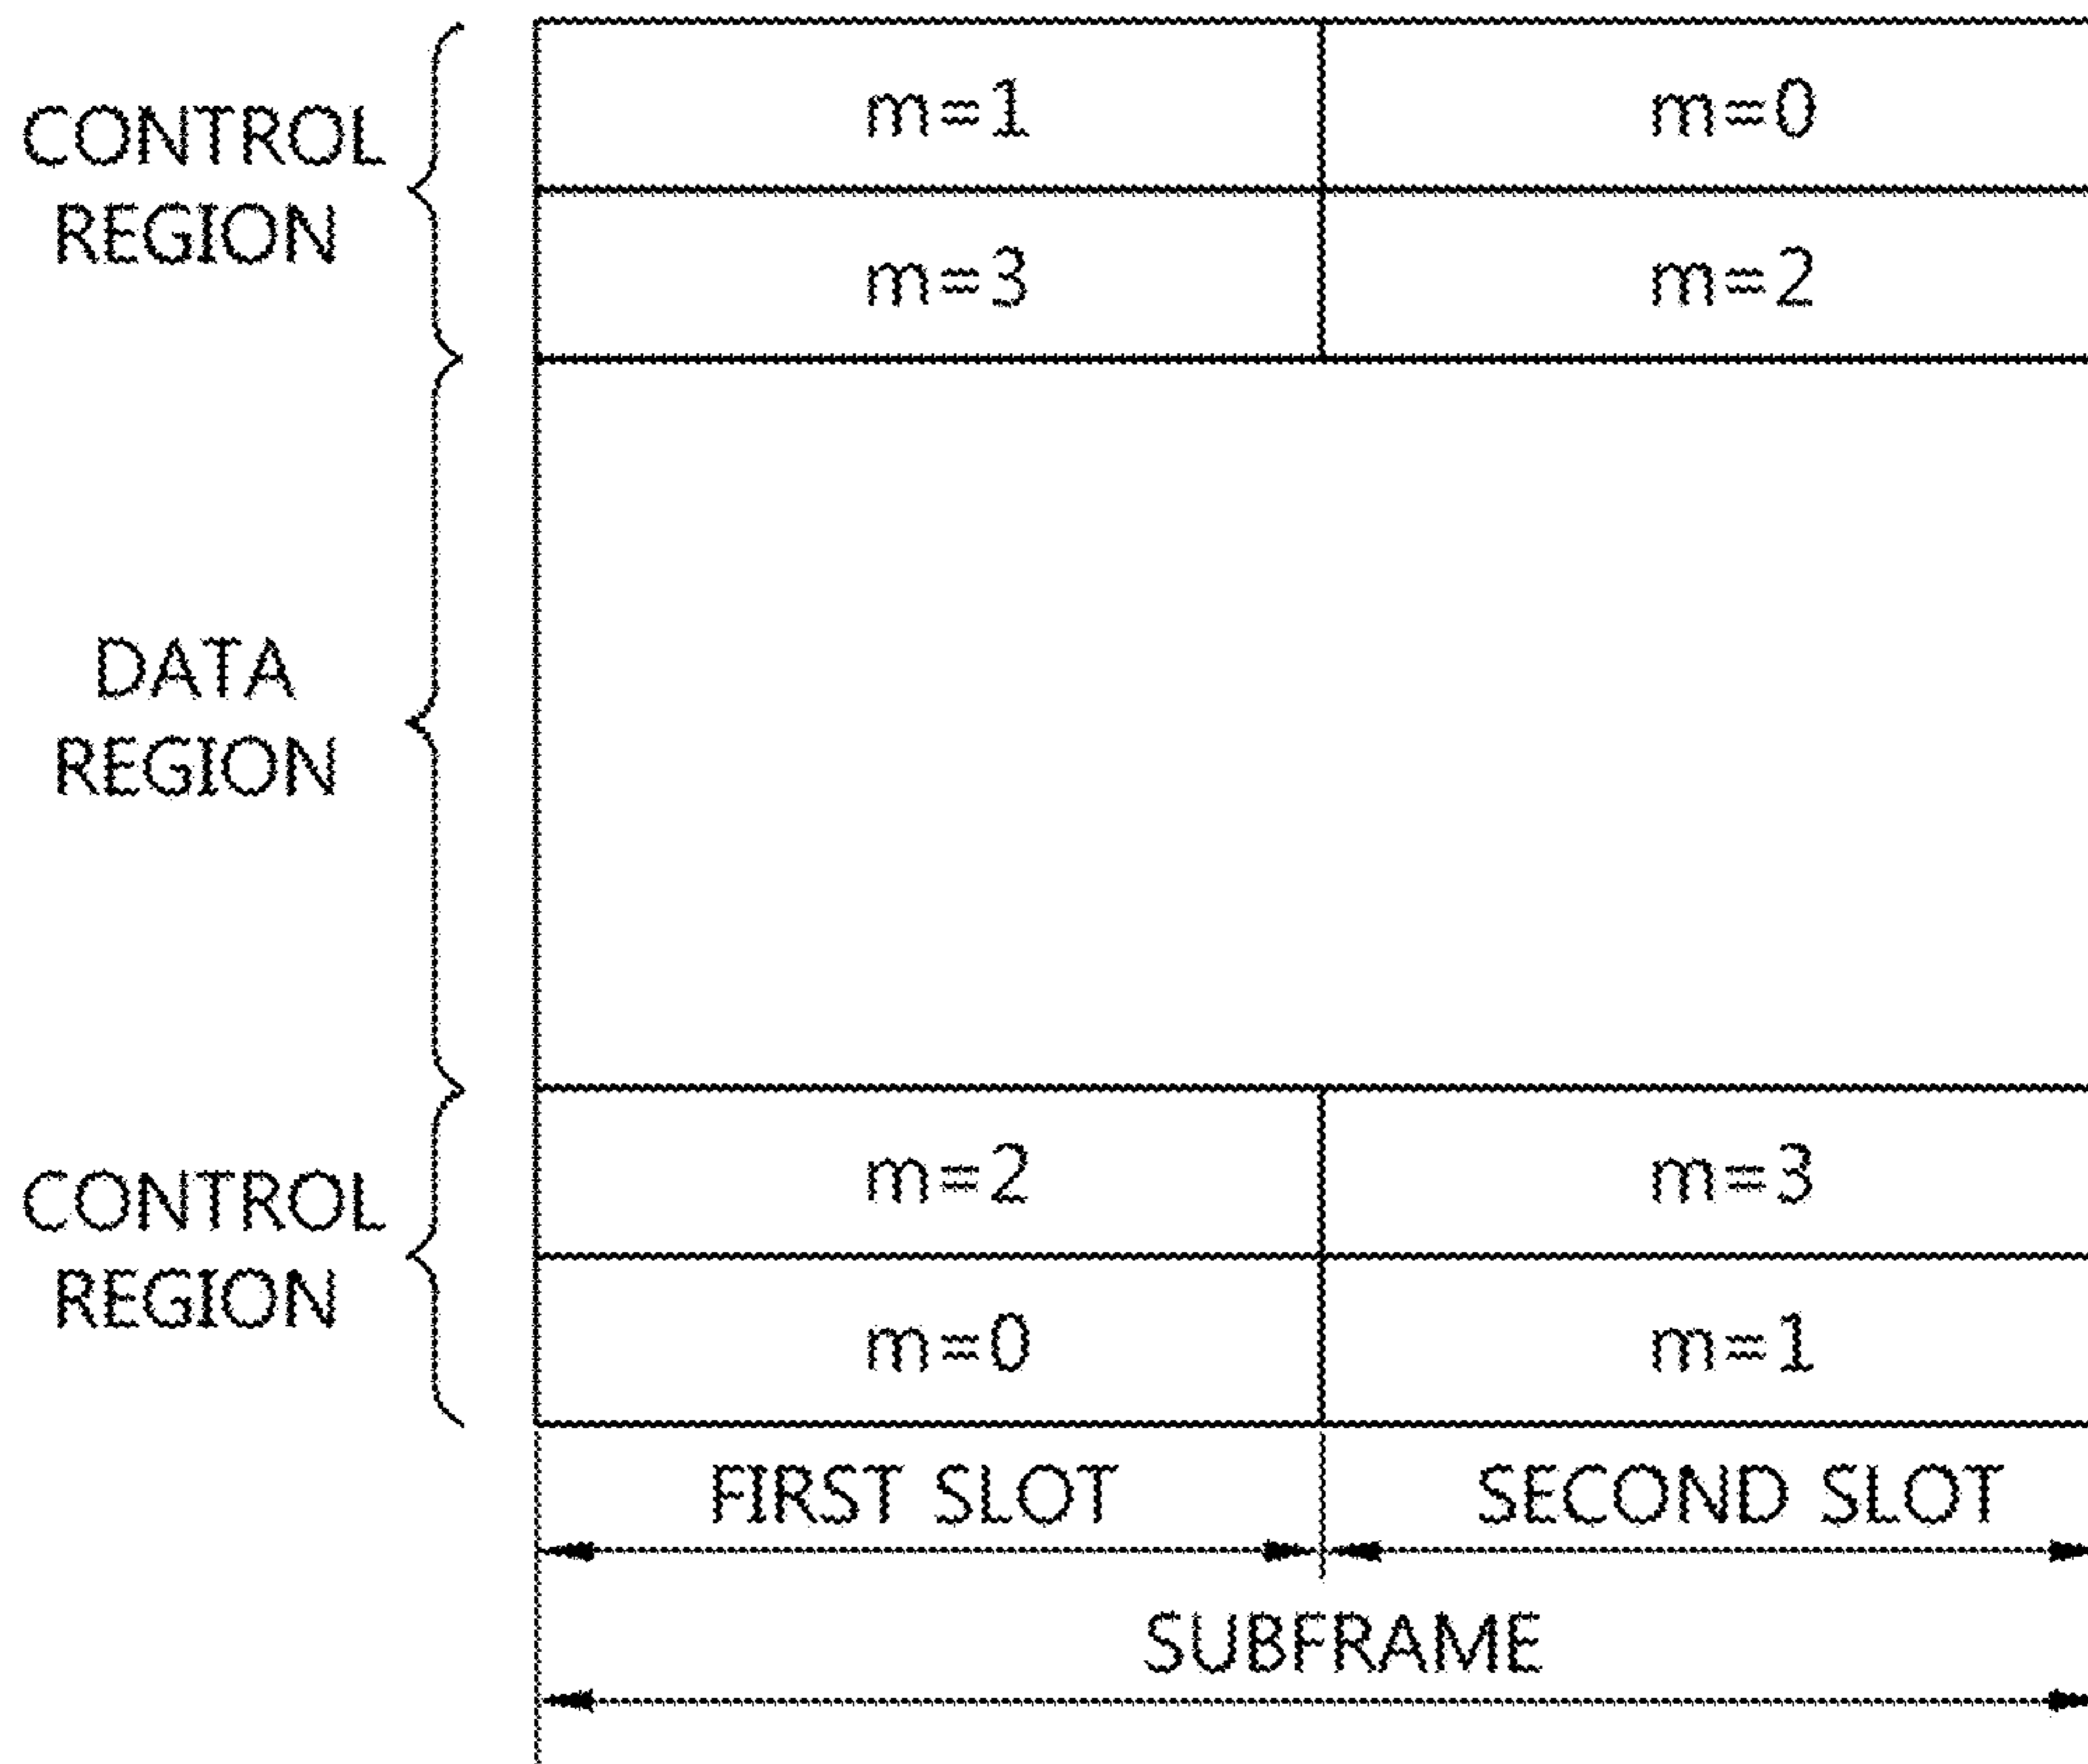 CONTROL
REGION
m=1
m=0
m=3
m=2
DATA
REGION
CONTROL
REGION
m=2
m=3
m=0
m=1
FIRST SLOT
SECOND SLOT
SUBFRAME